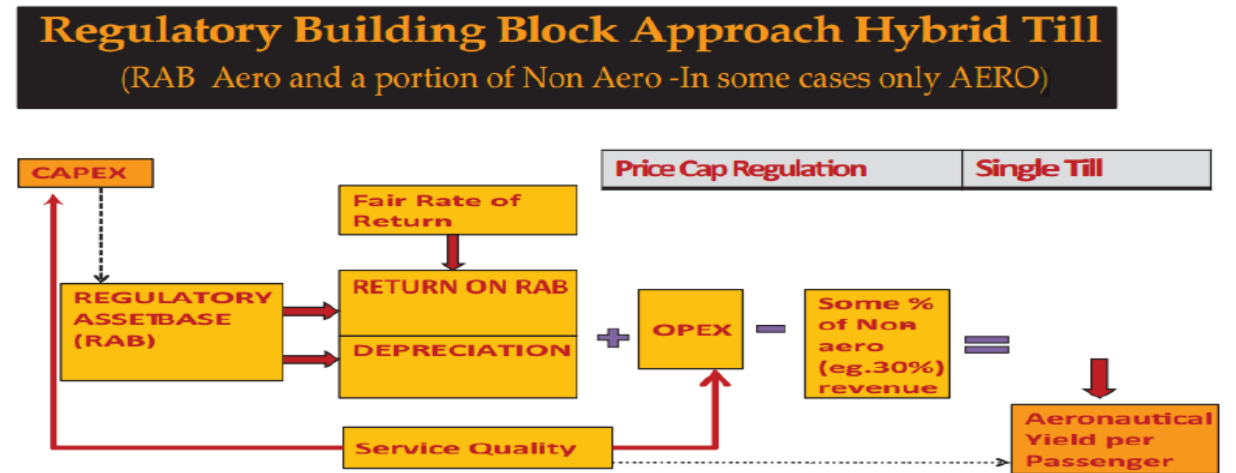 Regulatory Building Block Approach Hybrid Till
(RAB Aero and a portion of Non Aero -In some cases only AERO)
CAPEX
Price Cap Regulation
Single Till
Fair Rate of
Return
REGULATORY
ASSETBASE
(RAB)
RETURN ON RAB
DEPRECIATION
+
OPEX
−
Some %
of Non
aero
(eg.30%)
revenue
=
Service Quality
Aeronautical
Yield per
Passenger